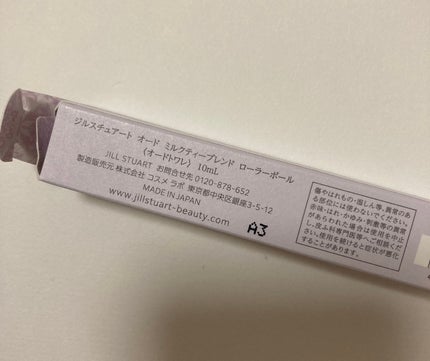 ジルスチュアート オード ミルクティーブレンド ローラーボール
(オードトワレ) 10mL
JILL STUART お問合せ先 0120-878-652
製造販売元 株式会社 コスメ ラボ 東京都中央区銀座3-5-12
MADE IN JAPAN
www.jillstuart-beauty.com
A3
傷やはれもの・湿しん等、異常のあ
る部位には使わないでください。
赤味・はれ・かゆみ・刺激等の異常
があらわれた場合は使用を中止
し、皮ふ科専門医等へご相談くだ
さい。使用を続けると症状が悪化
することがあります。